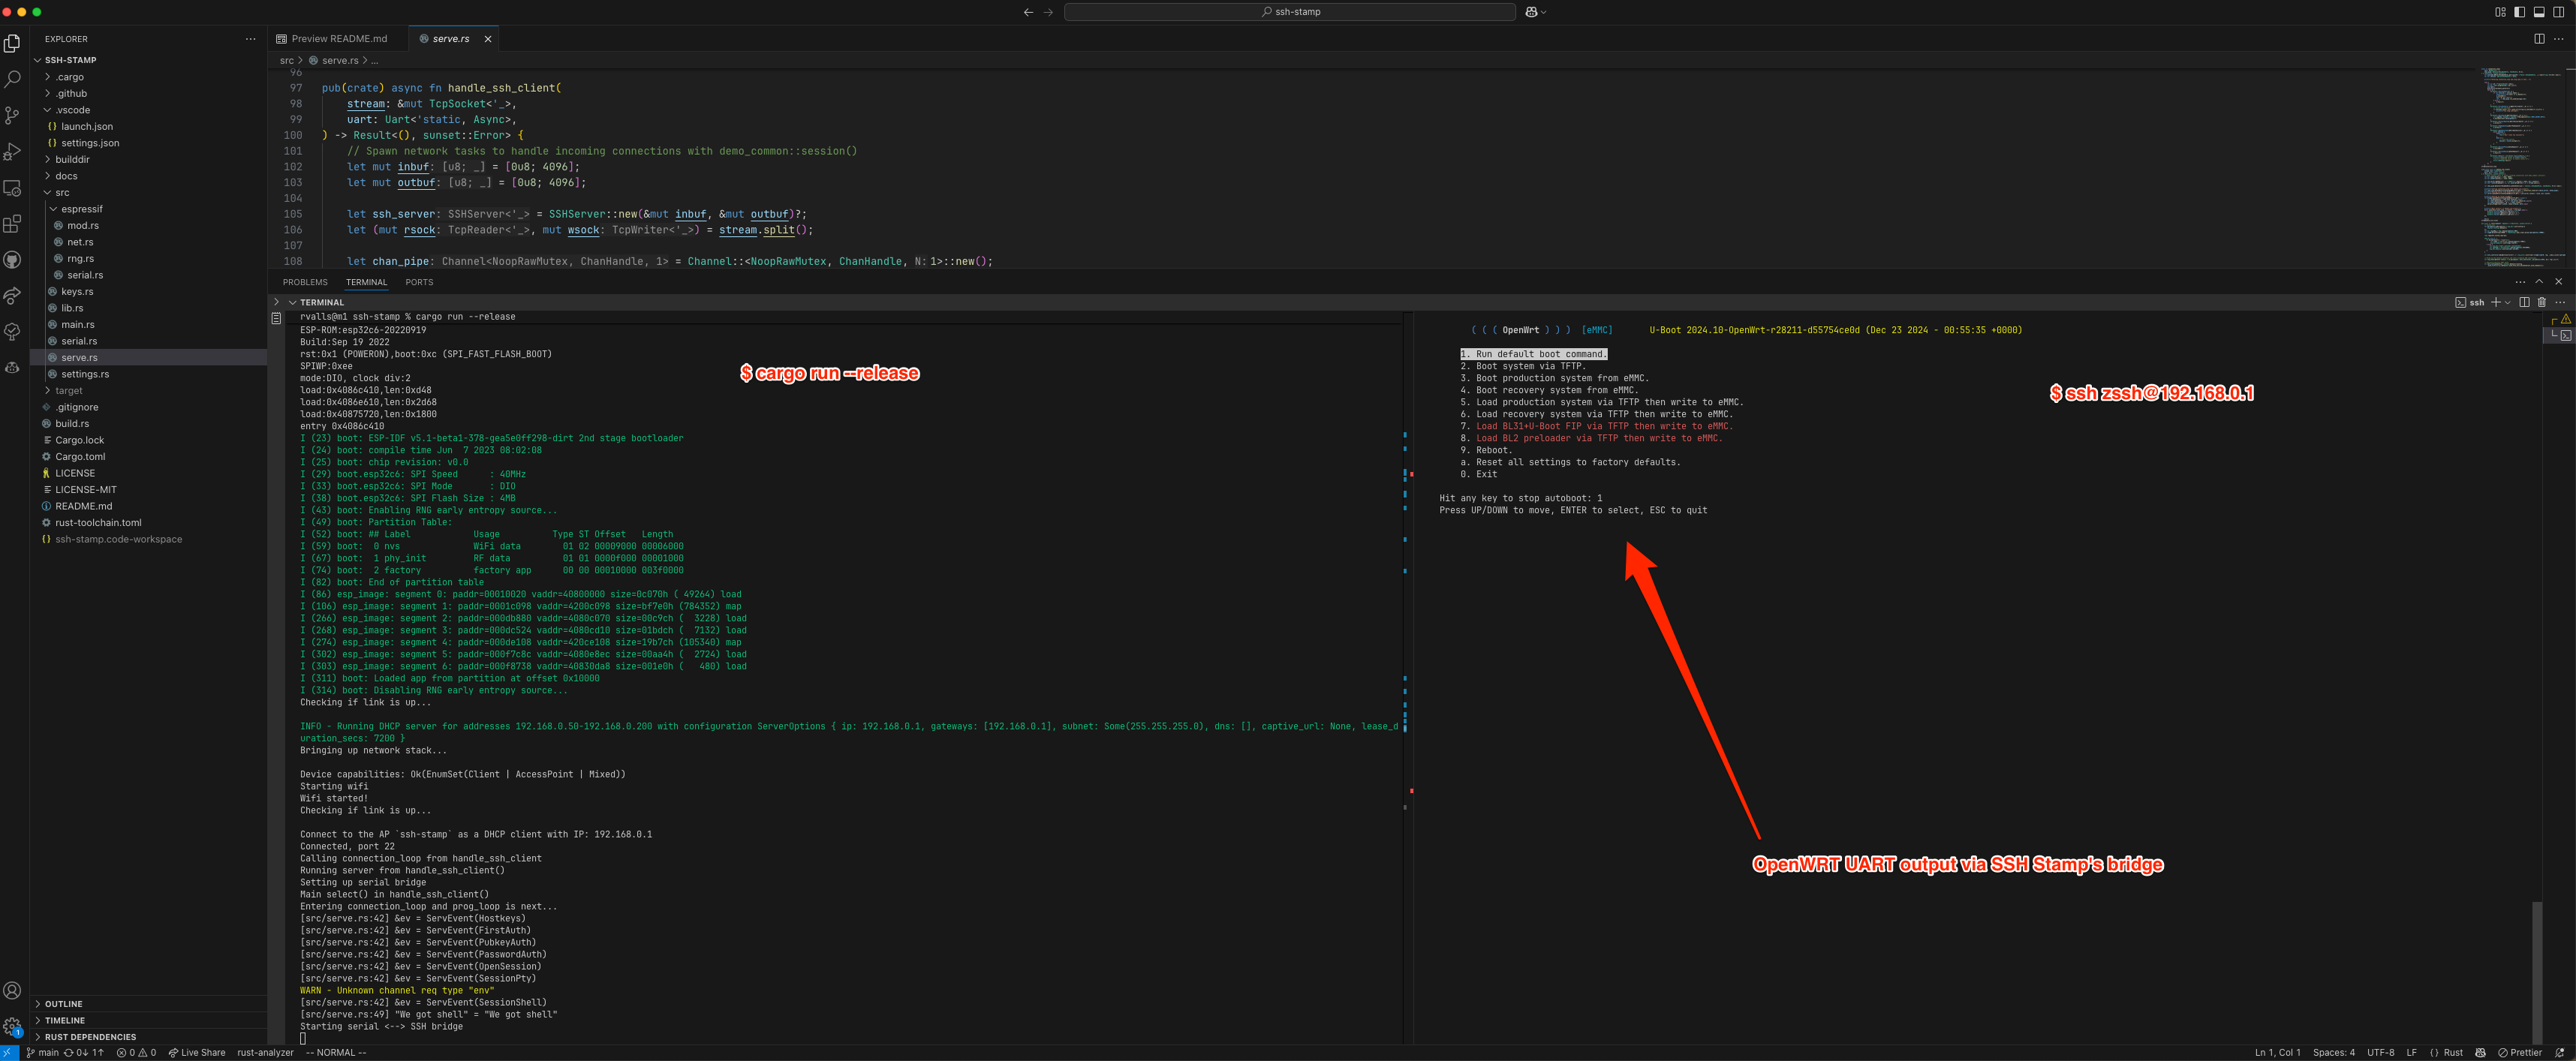 ssh-stamp
EXPLORER
SSH-STAMP
.cargo
.github
.vscode
launch.json
settings.json
builddir
docs
src
espressif
mod.rs
net.rs
rng.rs
serial.rs
keys.rs
lib.rs
main.rs
serial.rs
serve.rs
settings.rs
target
.gitignore
build.rs
Cargo.lock
Cargo.toml
LICENSE
LICENSE-MIT
README.md
rust-toolchain.toml
ssh-stamp.code-workspace
OUTLINE
TIMELINE
RUST DEPENDENCIES
Preview README.md
serve.rs
src > serve.rs > ...
96
97 pub(crate) async fn handle_ssh_client(
98 stream: &mut TcpSocket<'_>,
99 uart: Uart<'static, Async>,
100 ) -> Result<(), sunset::Error> {
101 // Spawn network tasks to handle incoming connections with demo_common::session()
102 let mut inbuf: [u8; _] = [0u8; 4096];
103 let mut outbuf: [u8; _] = [0u8; 4096];
104
105 let ssh_server: SSHServer<'_> = SSHServer::new(&mut inbuf, &mut outbuf)?;
106 let (mut rsock: TcpReader<'_>, mut wsock: TcpWriter<'_>) = stream.split();
107
108 let chan_pipe: Channel<NoopRawMutex, ChanHandle, 1> = Channel::<NoopRawMutex, ChanHandle, N: 1>::new();
PROBLEMS TERMINAL PORTS
TERMINAL
ssh
rvalls@m1 ssh-stamp % cargo run --release
ESP-ROM:esp32c6-20220919
Build:Sep 19 2022
rst:0x1 (POWERON),boot:0xc (SPI_FAST_FLASH_BOOT)
SPIWP:0xee
mode:DIO, clock div:2
load:0x4086c410,len:0xd48
load:0x4086e610,len:0x2d68
load:0x40875720,len:0x1800
entry 0x4086c410
I (23) boot: ESP-IDF v5.1-beta1-378-gea5e0ff298-dirt 2nd stage bootloader
I (24) boot: compile time Jun 7 2023 08:02:08
I (25) boot: chip revision: v0.0
I (29) boot.esp32c6: SPI Speed : 40MHz
I (33) boot.esp32c6: SPI Mode : DIO
I (38) boot.esp32c6: SPI Flash Size : 4MB
I (43) boot: Enabling RNG early entropy source...
I (49) boot: Partition Table:
I (52) boot: ## Label Usage Type ST Offset Length
I (59) boot: 0 nvs WiFi data 01 02 00009000 00006000
I (67) boot: 1 phy_init RF data 01 01 0000f000 00001000
I (74) boot: 2 factory factory app 00 00 00010000 003f0000
I (82) boot: End of partition table
I (86) esp_image: segment 0: paddr=00010020 vaddr=40800000 size=0c070h ( 49264) load
I (106) esp_image: segment 1: paddr=0001c098 vaddr=4200c098 size=bf7e0h (784352) map
I (266) esp_image: segment 2: paddr=000db880 vaddr=4080c070 size=00c9ch ( 3228) load
I (268) esp_image: segment 3: paddr=000dc524 vaddr=4080cd10 size=01bdch ( 7132) load
I (274) esp_image: segment 4: paddr=000de108 vaddr=420ce108 size=19b7ch (105340) map
I (302) esp_image: segment 5: paddr=000f7c8c vaddr=4080e8ec size=00aa4h ( 2724) load
I (303) esp_image: segment 6: paddr=000f8738 vaddr=40830da8 size=001e0h ( 480) load
I (311) boot: Loaded app from partition at offset 0x10000
I (314) boot: Disabling RNG early entropy source...
Checking if link is up...
INFO - Running DHCP server for addresses 192.168.0.50-192.168.0.200 with configuration ServerOptions { ip: 192.168.0.1, gateways: [192.168.0.1], subnet: Some(255.255.255.0), dns: [], captive_url: None, lease_d
uration_secs: 7200 }
Bringing up network stack...
Device capabilities: Ok(EnumSet(Client | AccessPoint | Mixed))
Starting wifi
Wifi started!
Checking if link is up...
Connect to the AP `ssh-stamp` as a DHCP client with IP: 192.168.0.1
Connected, port 22
Calling connection_loop from handle_ssh_client
Running server from handle_ssh_client()
Setting up serial bridge
Main select() in handle_ssh_client()
Entering connection_loop and prog_loop is next...
[src/serve.rs:42] &ev = ServEvent(Hostkeys)
[src/serve.rs:42] &ev = ServEvent(FirstAuth)
[src/serve.rs:42] &ev = ServEvent(PubkeyAuth)
[src/serve.rs:42] &ev = ServEvent(PasswordAuth)
[src/serve.rs:42] &ev = ServEvent(OpenSession)
[src/serve.rs:42] &ev = ServEvent(SessionPty)
WARN - Unknown channel req type "env"
[src/serve.rs:42] &ev = ServEvent(SessionShell)
[src/serve.rs:49] "We got shell" = "We got shell"
Starting serial <--> SSH bridge
$ cargo run --release
( ( ( OpenWrt ) ) ) [eMMC] U-Boot 2024.10-OpenWrt-r28211-d55754ce0d (Dec 23 2024 - 00:55:35 +0000)
1. Run default boot command.
2. Boot system via TFTP.
3. Boot production system from eMMC.
4. Boot recovery system from eMMC.
5. Load production system via TFTP then write to eMMC.
6. Load recovery system via TFTP then write to eMMC.
7. Load BL31+U-Boot FIP via TFTP then write to eMMC.
8. Load BL2 preloader via TFTP then write to eMMC.
9. Reboot.
a. Reset all settings to factory defaults.
0. Exit
Hit any key to stop autoboot: 1
Press UP/DOWN to move, ENTER to select, ESC to quit
$ ssh zssh@192.168.0.1
OpenWRT UART output via SSH Stamp's bridge
1
main 0↓ 1↑ 0 0 Live Share rust-analyzer -- NORMAL --
Ln 1, Col 1 Spaces: 4 UTF-8 LF {} Rust Prettier